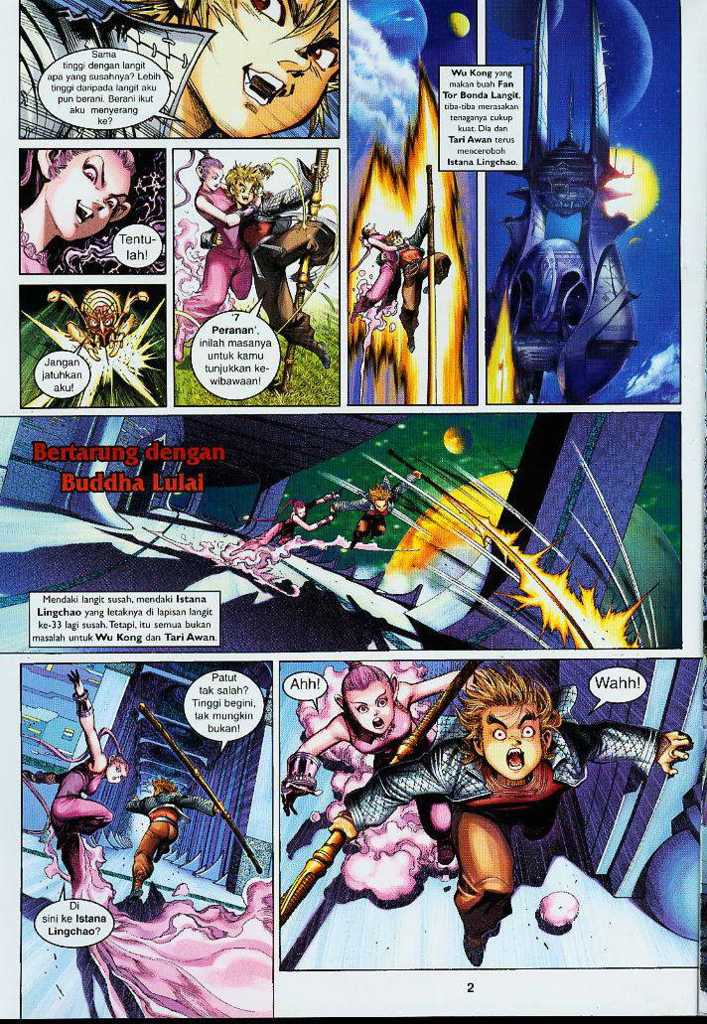 Sama
tinggi dengan langit
apa yang susahnya? Lebih
tinggi daripada langit aku
pun berani. Berani ikut
aku menyerang
ke?
Tentu-
lah!
Jangan
jatuhkan
aku!
'7
Peranan',
inilah masanya
untuk kamu
tunjukkan ke-
wibawaan!
Wu Kong yang
makan buah Fan
Tor Bonda Langit,
tiba-tiba merasakan
tenaganya cukup
kuat. Dia dan
Tari Awan terus
menceroboh
Istana Lingchao.
Bertarung dengan
Buddha Lulai
Mendaki langit susah, mendaki Istana
Lingchao yang letaknya di lapisan langit
ke-33 lagi susah. Tetapi, itu semua bukan
masalah untuk Wu Kong dan Tari Awan.
Patut
tak salah?
Tinggi begini,
tak mungkin
bukan!
Di
sini ke Istana
Lingchao?
Ahh!
Wahh!
2